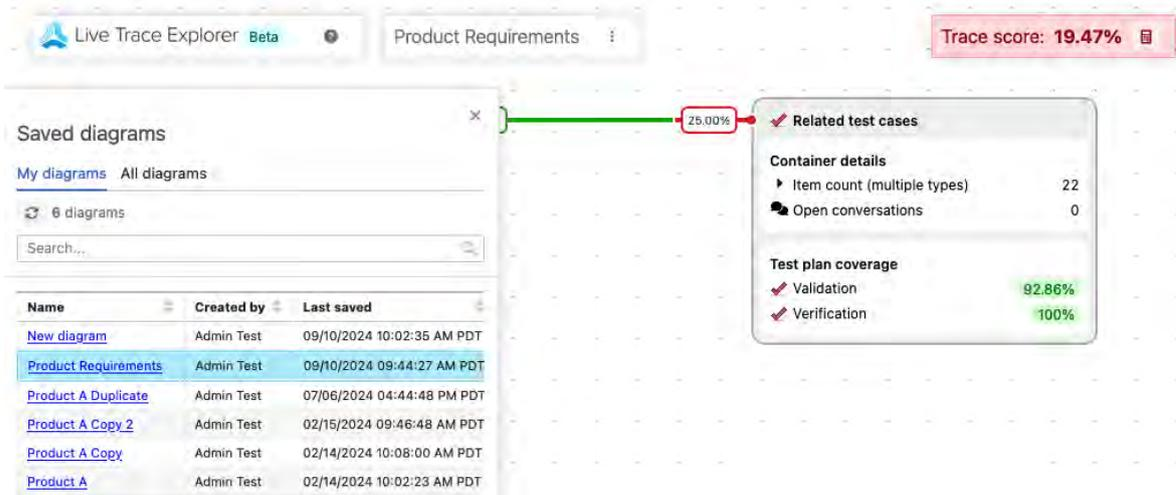 Live Trace Explorer Beta
Product Requirements
Trace score: 19.47%
Saved diagrams
My diagrams All diagrams
6 diagrams
Search...
Name Created by Last saved
New diagram Admin Test 09/10/2024 10:02:35 AM PDT
Product Requirements Admin Test 09/10/2024 09:44:27 AM PDT
Product A Duplicate Admin Test 07/06/2024 04:44:48 PM PDT
Product A Copy 2 Admin Test 02/15/2024 09:46:48 AM PDT
Product A Copy Admin Test 02/14/2024 10:08:00 AM PDT
Product A Admin Test 02/14/2024 10:02:23 AM PDT
25.00%
Related test cases
Container details
Item count (multiple types) 22
Open conversations 0
Test plan coverage
Validation 92.86%
Verification 100%